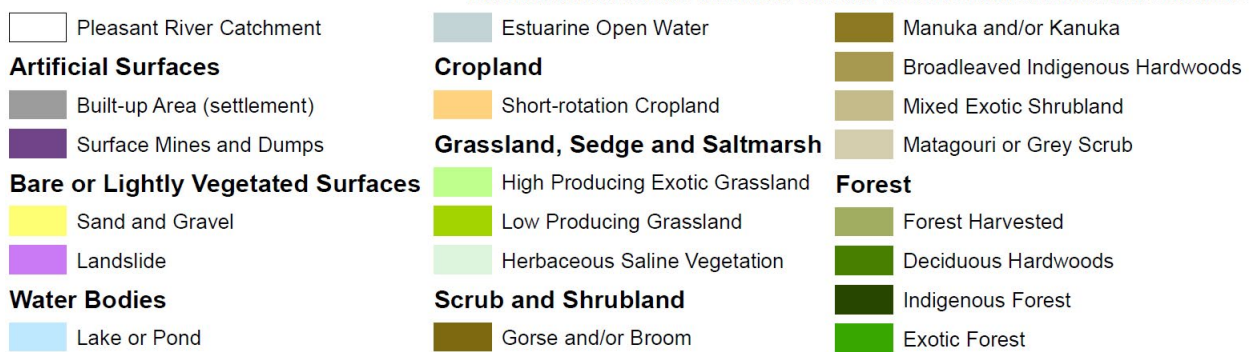 Pleasant River Catchment
Artificial Surfaces
Built-up Area (settlement)
Surface Mines and Dumps
Bare or Lightly Vegetated Surfaces
Sand and Gravel
Landslide
Water Bodies
Lake or Pond
Estuarine Open Water
Cropland
Short-rotation Cropland
Grassland, Sedge and Saltmarsh
High Producing Exotic Grassland
Low Producing Grassland
Herbaceous Saline Vegetation
Scrub and Shrubland
Gorse and/or Broom
Manuka and/or Kanuka
Broadleaved Indigenous Hardwoods
Mixed Exotic Shrubland
Matagouri or Grey Scrub
Forest
Forest Harvested
Deciduous Hardwoods
Indigenous Forest
Exotic Forest